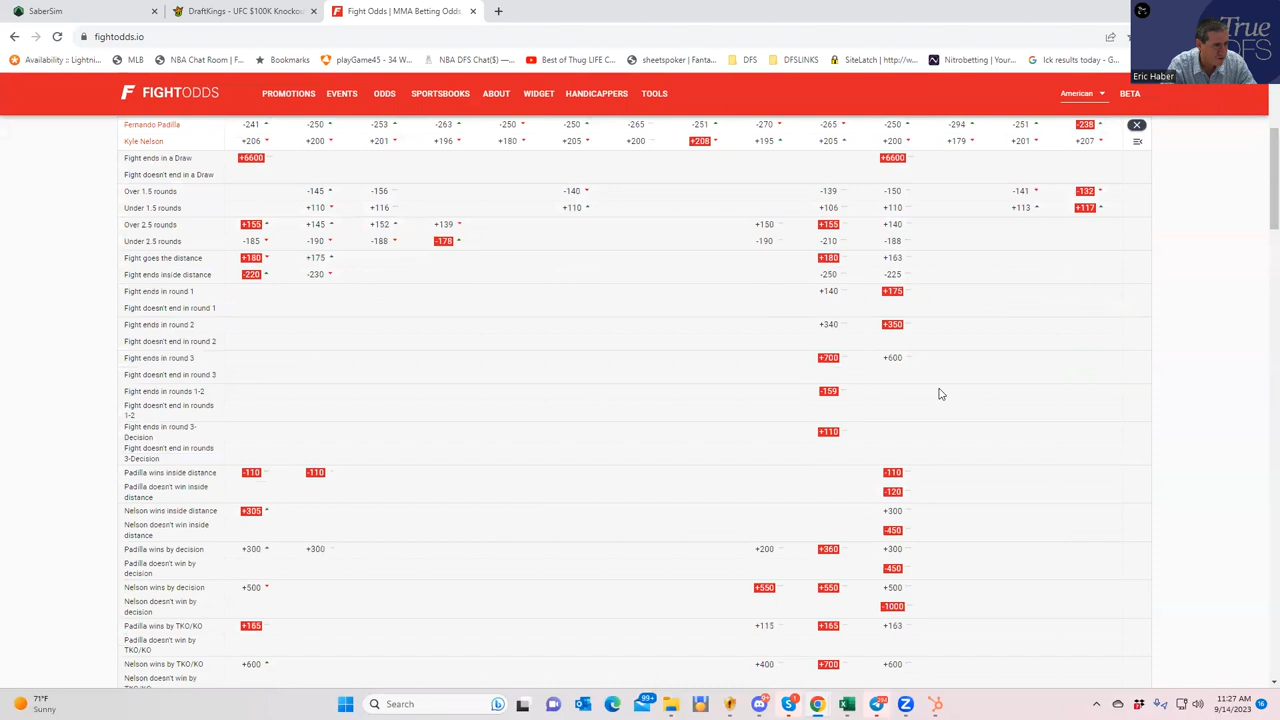 SaberSim
DraftKings - UFC $100K Knockou
Fight Odds | MMA Betting Odds,
fightodds.io
Availability :: Lightnin
MLB
NBA Chat Room(
Bookmarks
playGame45 - 34 W...
NBA DFS Chat($) -...
Best of Thug LIFE C...
sheetspoker | Fanta...
DFS
DFSLINKS
SiteLatch | http://w...
Nitrobetting | Your...
lck results today - G...
True
DFS
Eric Haber
FIGHTODDS
PROMOTIONS EVENTS ODDS SPORTSBOOKS ABOUT WIDGET HANDICAPPERS TOOLS
American
BETA
Fernando Padilla -241 -250 -253 -263 -250 -250 -265 -251 -270 -265 -250 -294 -251 -238
Kyle Nelson +206 +200 +201 +196 +180 +205 +200 +208 +195 +205 +200 +179 +201 +207
Fight ends in a Draw +6600 +6600
Fight doesn't end in a Draw
Over 1.5 rounds -145 -156 -140 -139 -150 -141 -132
Under 1.5 rounds +110 +116 +110 +106 +110 +113 +117
Over 2.5 rounds +155 +145 +152 +139 +150 +155 +140
Under 2.5 rounds -185 -190 -188 -178 -190 -210 -188
Fight goes the distance +180 +175 +180 +163
Fight ends inside distance -220 -230 -250 -225
Fight ends in round 1 +140 +175
Fight doesn't end in round 1
Fight ends in round 2 +340 +350
Fight doesn't end in round 2
Fight ends in round 3 +700 +600
Fight doesn't end in round 3
Fight ends in rounds 1-2 -159
Fight doesn't end in rounds
1-2
Fight ends in round 3-
Decision +110
Fight doesn't end in rounds
3-Decision
Padilla wins inside distance -110 -110 -110
Padilla doesn't win inside
distance -120
Nelson wins inside distance +305 +300
Nelson doesn't win inside
distance -450
Padilla wins by decision +300 +300 +200 +360 +300
Padilla doesn't win by
decision -450
Nelson wins by decision +500 +550 +550 +500
Nelson doesn't win by
decision -1000
Padilla wins by TKO/KO +165 +115 +165 +163
Padilla doesn't win by
TKO/KO
Nelson wins by TKO/KO +600 +400 +700 +600
Nelson doesn't win by
71°F
Sunny
Search
99+
11:27 AM
9/14/2023
16